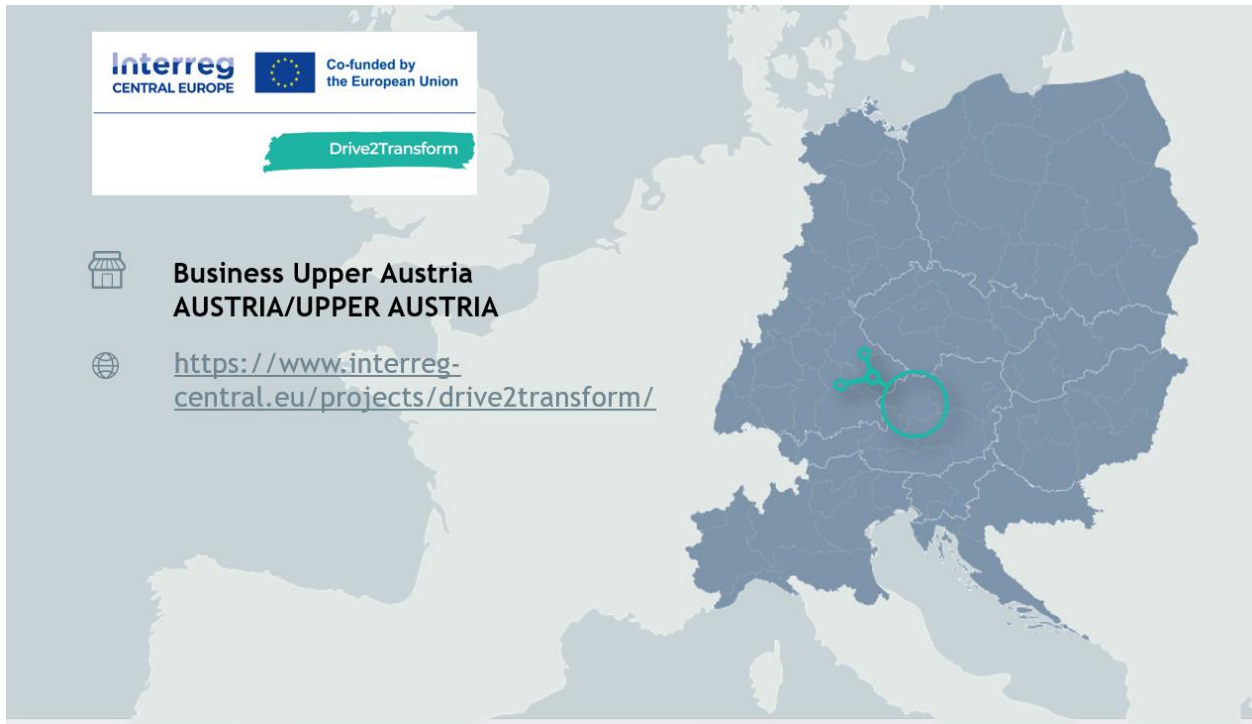 Interreg
CENTRAL EUROPE
Co-funded by
the European Union
Drive2Transform
Business Upper Austria
AUSTRIA/UPPER AUSTRIA
https://www.interreg-
central.eu/projects/drive2transform/